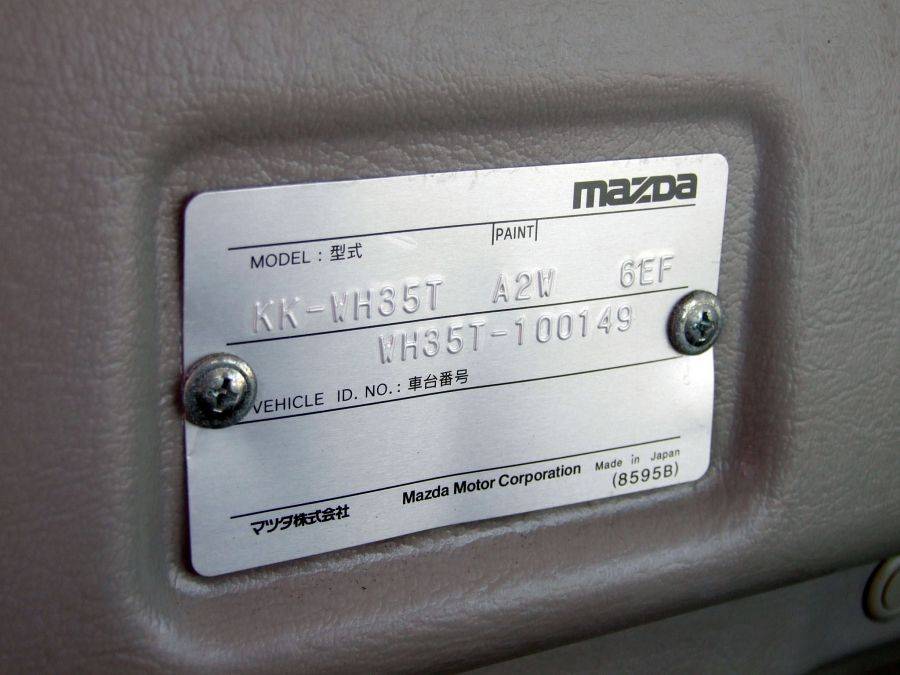 mazda
MODEL : 型式 PAINT
KK-WH35T A2W 6EF
WH35T-100149
VEHICLE ID. NO. : 車台番号
マツダ株式会社 Mazda Motor Corporation Made in Japan
(8595B)